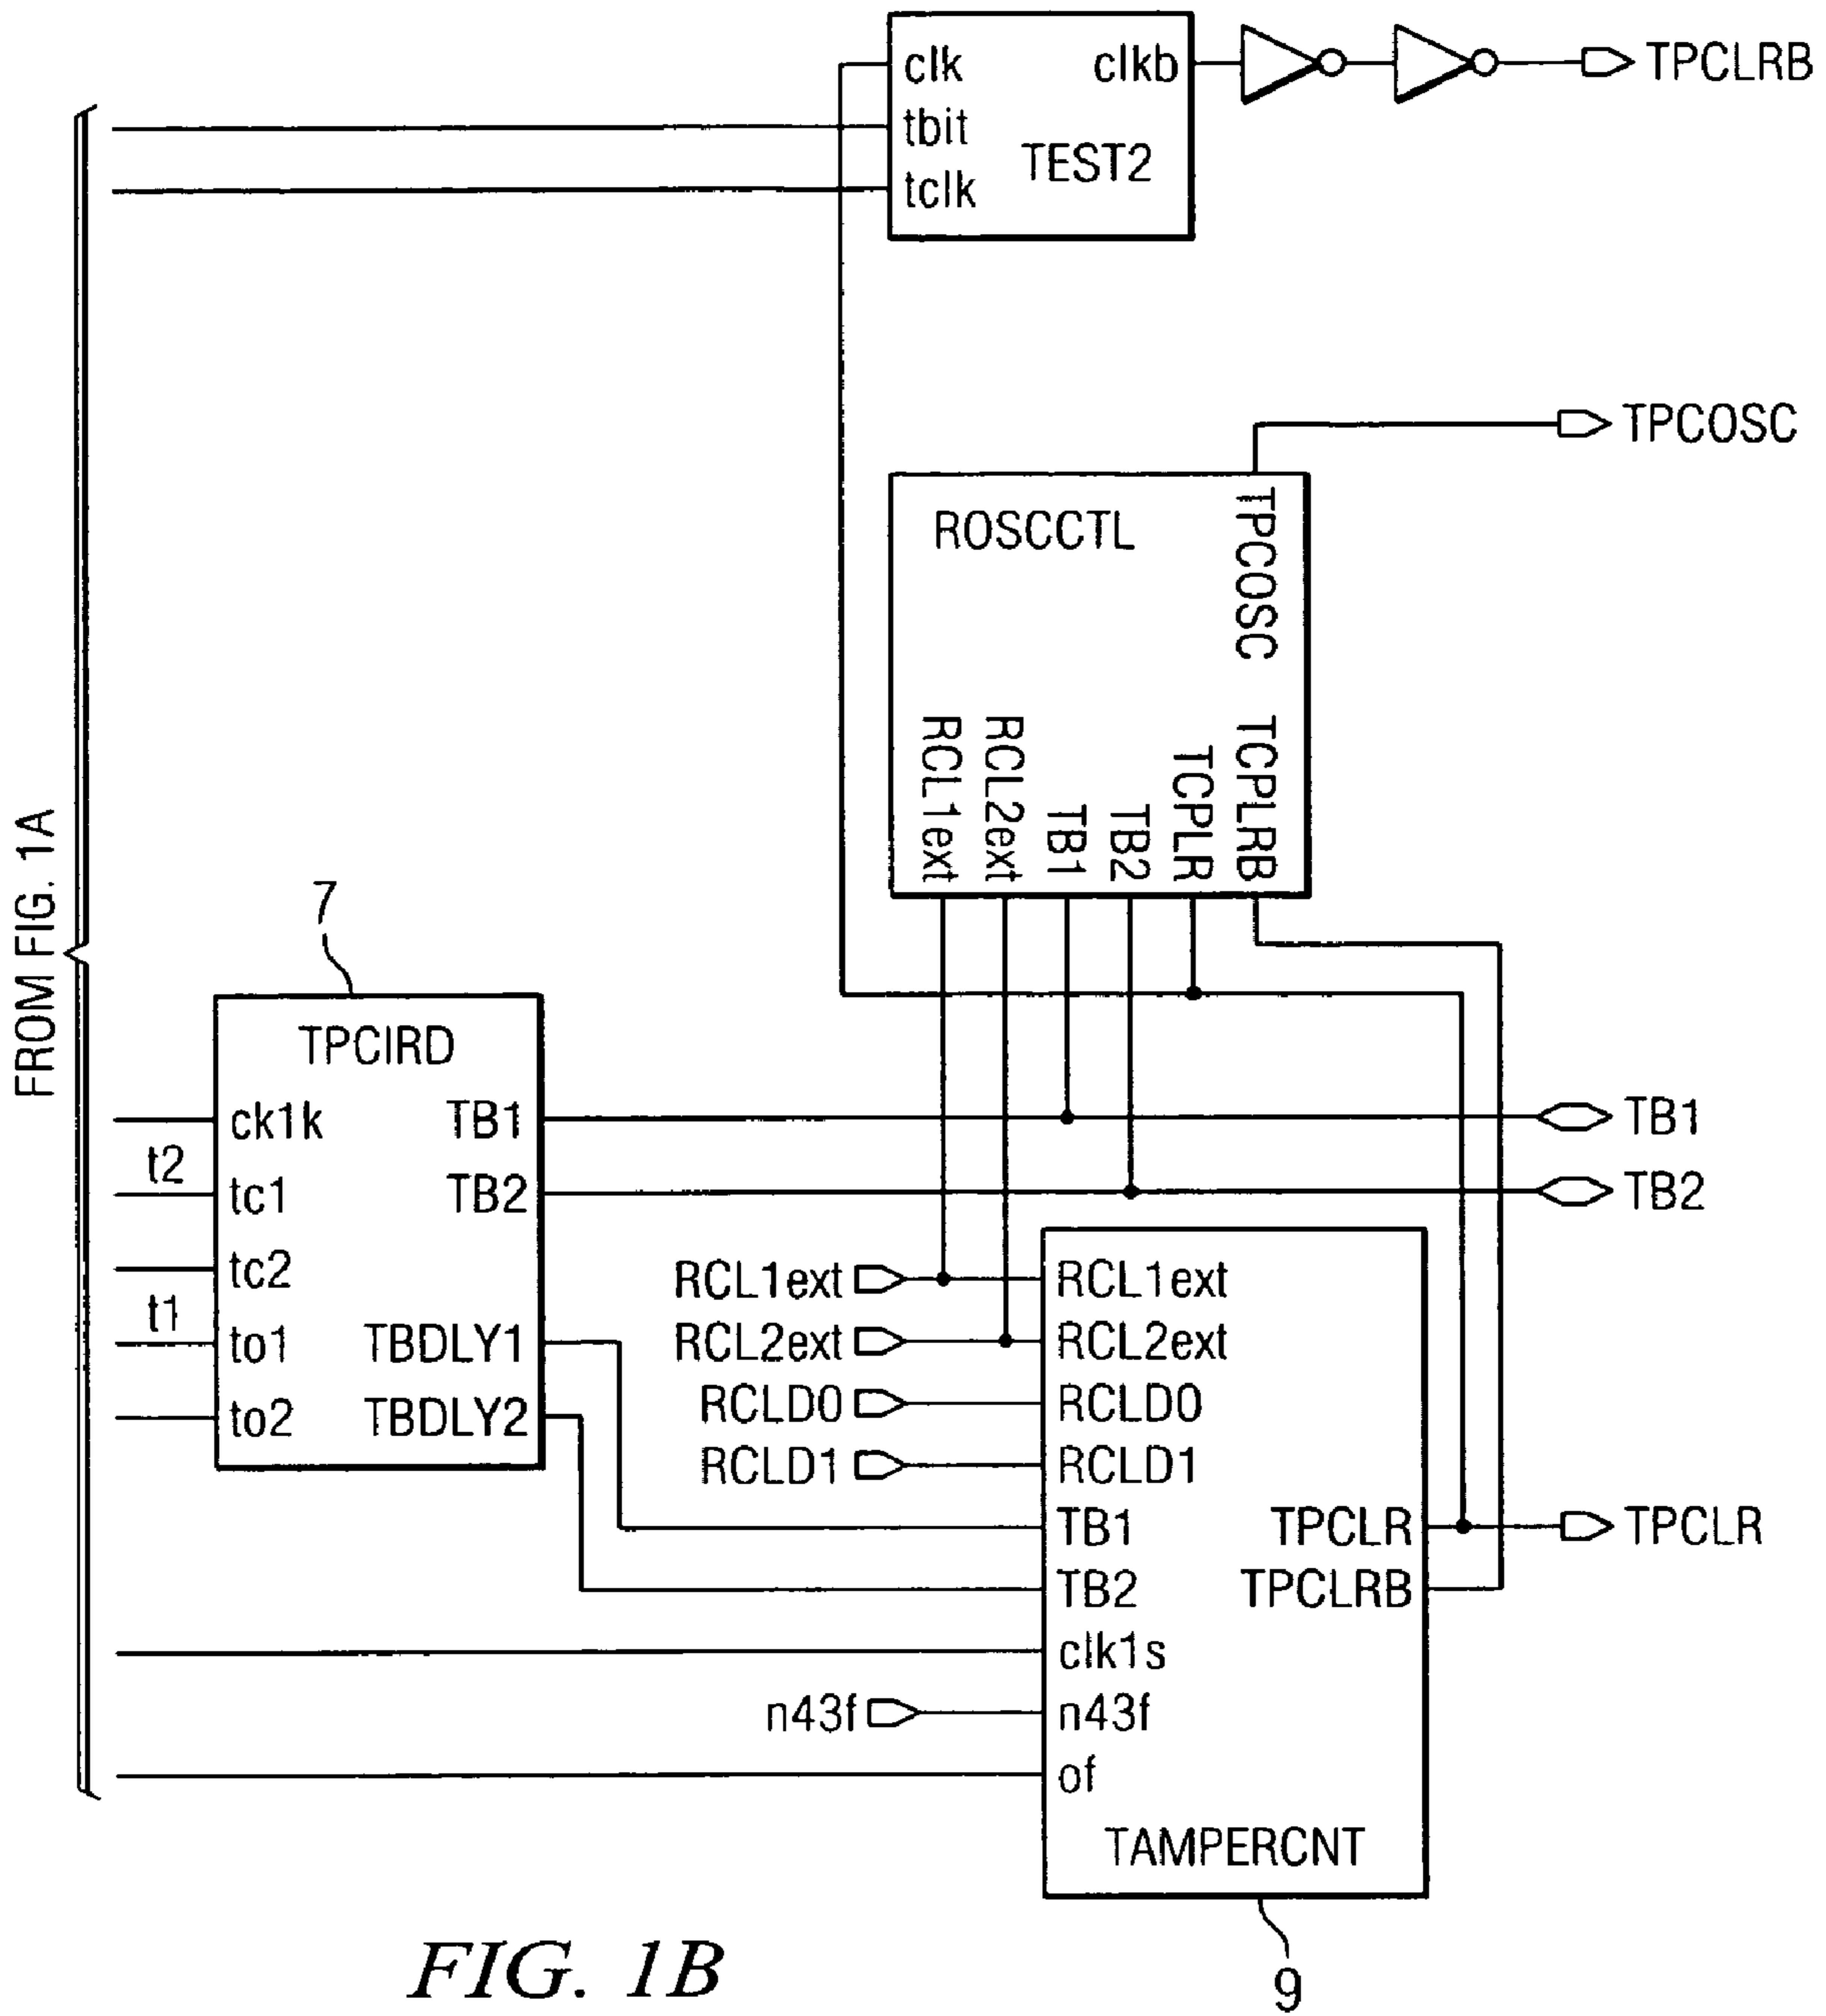 clk clkb TPCLRB
tbit
TEST2
tclk
TPCOSC
ROSCCTL
TPCOSC
RCL1ext
RCL2ext
TB1
TB2
TCPLR
TCPLRB
FROM FIG. 1A
7
TPCIRD
ck1k TB1 TB1
t2
tc1 TB2 TB2
tc2
t1
to1 TBDLY1
to2 TBDLY2
RCL1ext RCL1ext
RCL2ext RCL2ext
RCLD0 RCLD0
RCLD1 RCLD1
TB1 TPCLR TPCLR
TB2 TPCLRB
clk1s
n43f n43f
of
TAMPERCNT
9
FIG. 1B